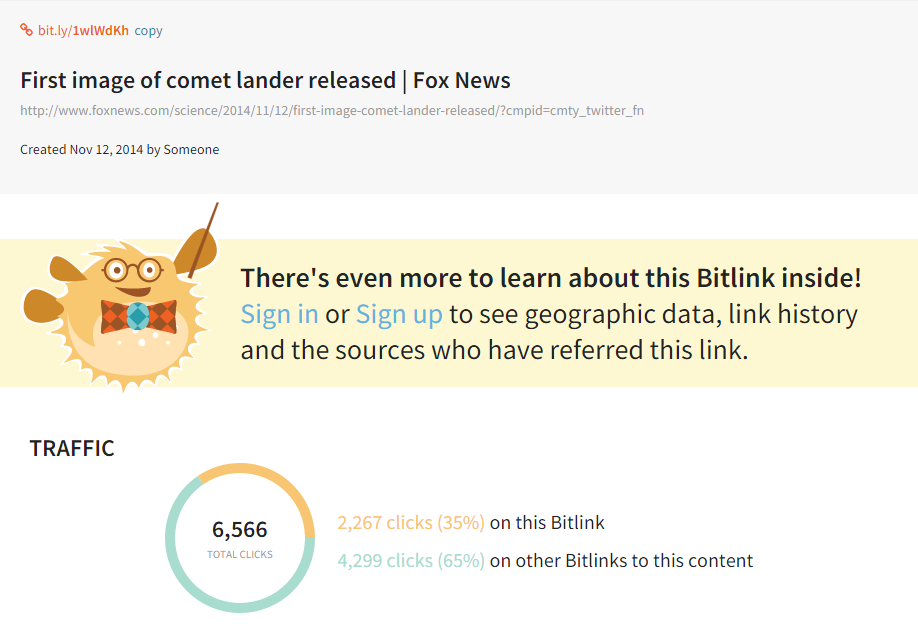 bit.ly/1wlWdKh copy
First image of comet lander released | Fox News
http://www.foxnews.com/science/2014/11/12/first-image-comet-lander-released/?cmpid=cmty_twitter_fn
Created Nov 12, 2014 by Someone
There's even more to learn about this Bitlink inside!
Sign in or Sign up to see geographic data, link history
and the sources who have referred this link.
TRAFFIC
6,566
TOTAL CLICKS
2,267 clicks (35%) on this Bitlink
4,299 clicks (65%) on other Bitlinks to this content